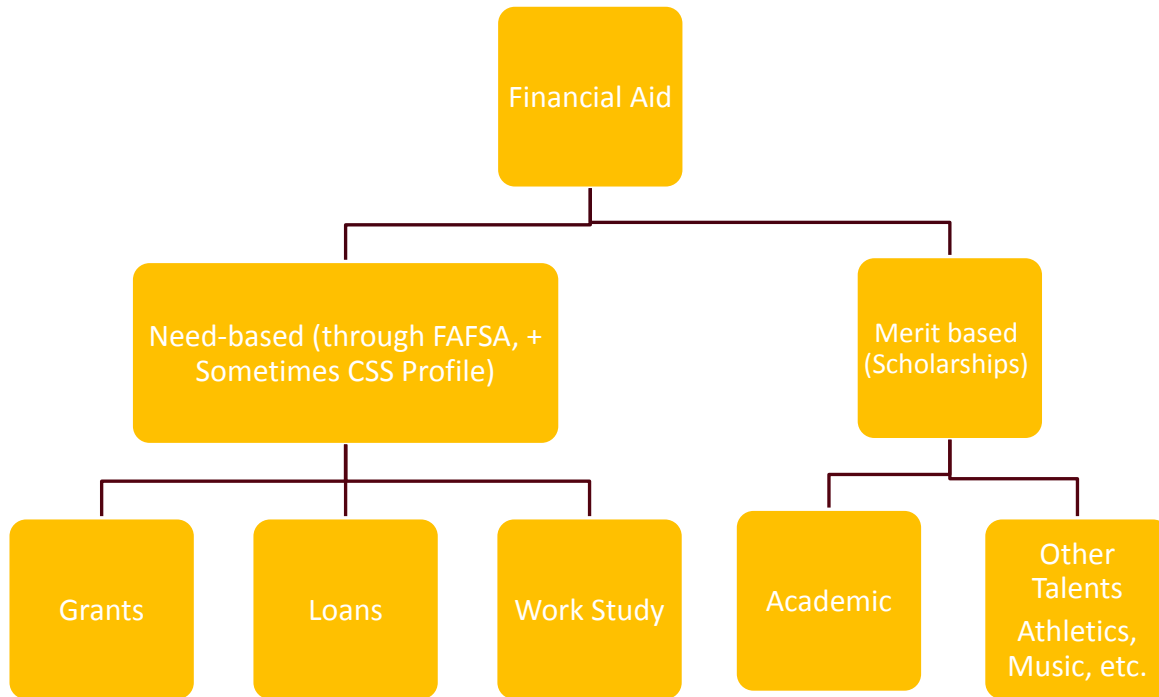 Financial Aid
Need-based (through FAFSA, +
Sometimes CSS Profile)
Merit based
(Scholarships)
Grants
Loans
Work Study
Academic
Other
Talents
Athletics,
Music, etc.